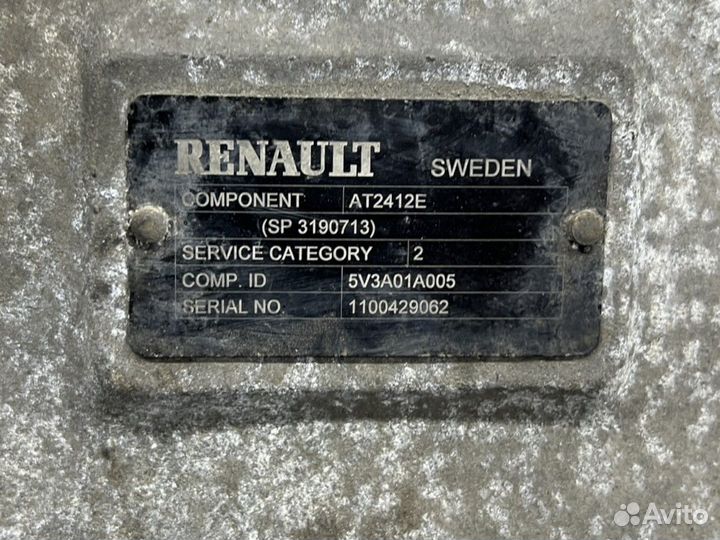 RENAULT SWEDEN
COMPONENT AT2412E
(SP 3190713)
SERVICE CATEGORY 2
COMP. ID 5V3A01A005
SERIAL NO. 1100429062
Avito